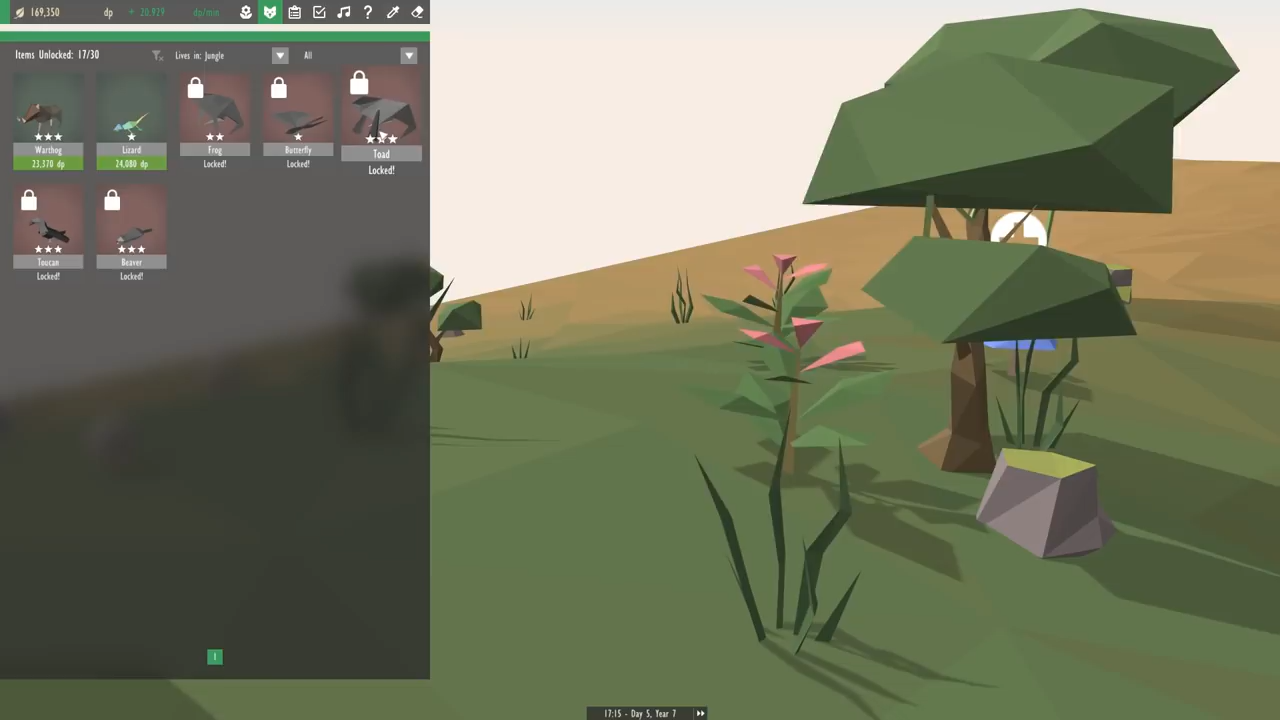 169,350 dp + 20,929 dp/min
Items Unlocked: 17/30 Lives in: Jungle All
Warthog Lizard Frog Butterfly Toad
23,370 dp 24,080 dp Locked! Locked! Locked!
Toucan Beaver
Locked! Locked!
1
17:15 - Day 5, Year 7